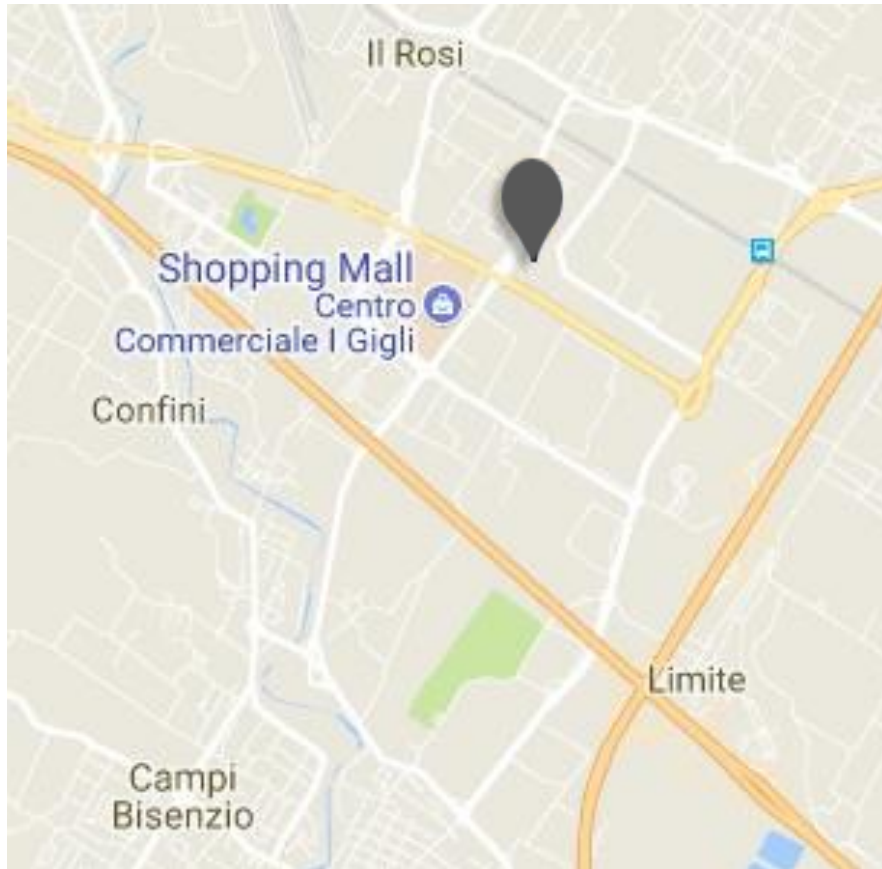 Il Rosi
Shopping Mall
Centro
Commerciale I Gigli
Confini
Limite
Campi
Bisenzio